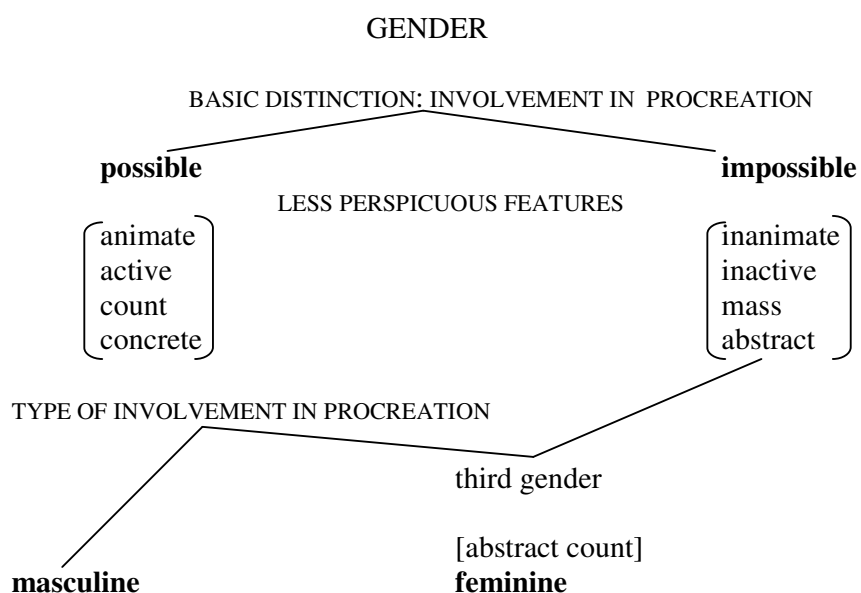 GENDER
BASIC DISTINCTION: INVOLVEMENT IN PROCREATION
possible
impossible
LESS PERSPICUOUS FEATURES
animate
active
count
concrete
inanimate
inactive
mass
abstract
TYPE OF INVOLVEMENT IN PROCREATION
third gender
[abstract count]
masculine
feminine